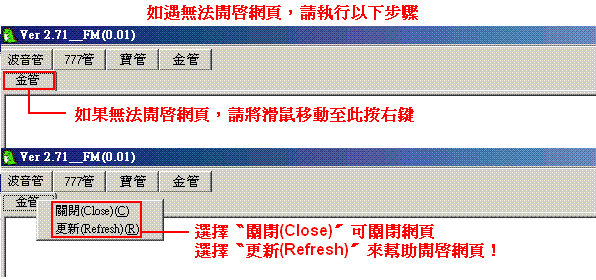 如遇無法開啓網頁，請執行以下步驟
Ver 2.71__FM(0.01)
波音管 777管 寶管 金管
金管
如果無法開啓網頁，請將滑鼠移動至此按右鍵
Ver 2.71__FM(0.01)
波音管 777管 寶管 金管
金管
關閉(Close)(C)
更新(Refresh)(R)
選擇〝關閉(Close)〞可關閉網頁
選擇〝更新(Refresh)〞來幫助開啓網頁！